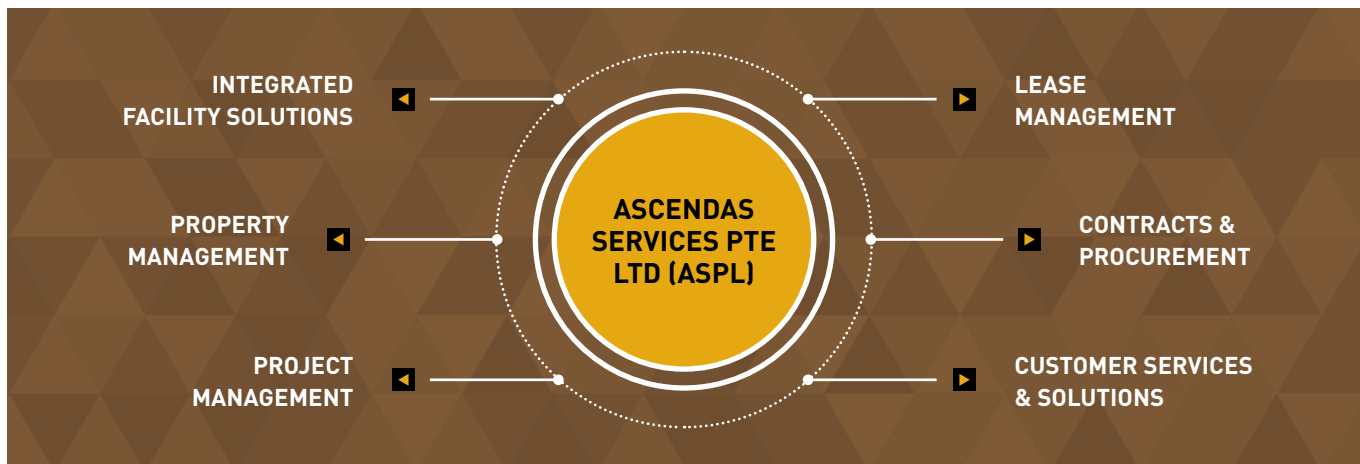 INTEGRATED
FACILITY SOLUTIONS
PROPERTY
MANAGEMENT
PROJECT
MANAGEMENT
ASCENDAS
SERVICES PTE
LTD (ASPL)
LEASE
MANAGEMENT
CONTRACTS &
PROCUREMENT
CUSTOMER SERVICES
& SOLUTIONS